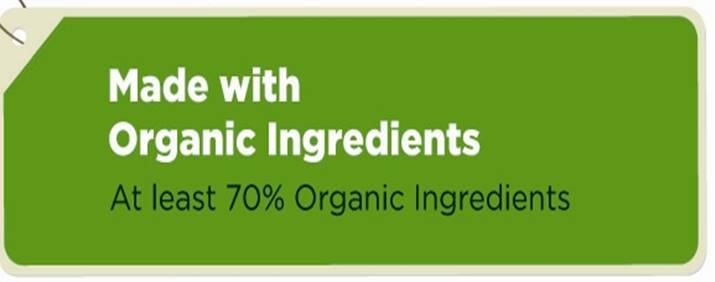 Made with
Organic Ingredients
At least 70% Organic Ingredients